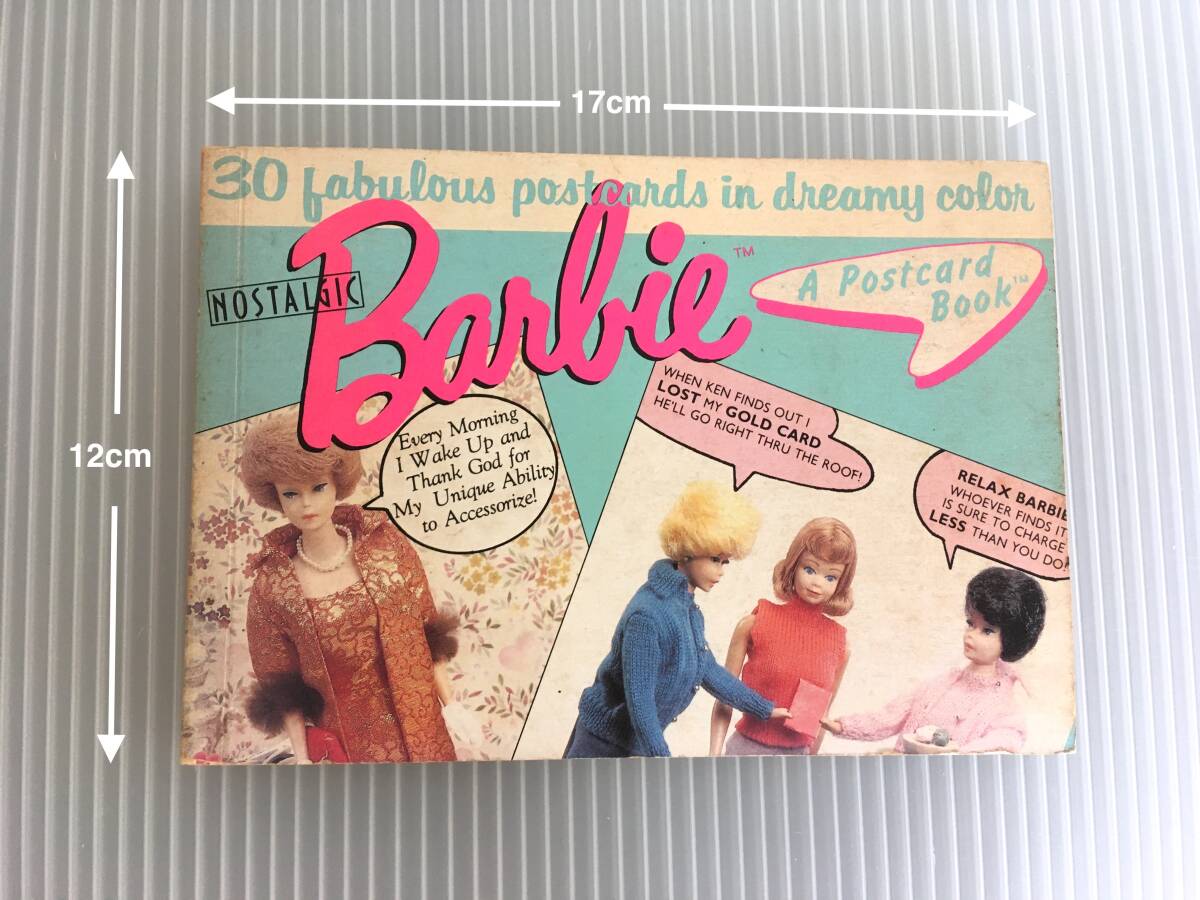 17cm
12cm
30 fabulous postcards in dreamy color
NOSTALGIC
Barbie™
A Postcard
Book™
Every Morning
I Wake Up and
Thank God for
My Unique Ability
to Accessorize!
WHEN KEN FINDS OUT I
LOST MY GOLD CARD
HE'LL GO RIGHT THRU THE ROOF!
RELAX BARBIE
WHOEVER FINDS IT
IS SURE TO CHARGE
LESS THAN YOU DO!